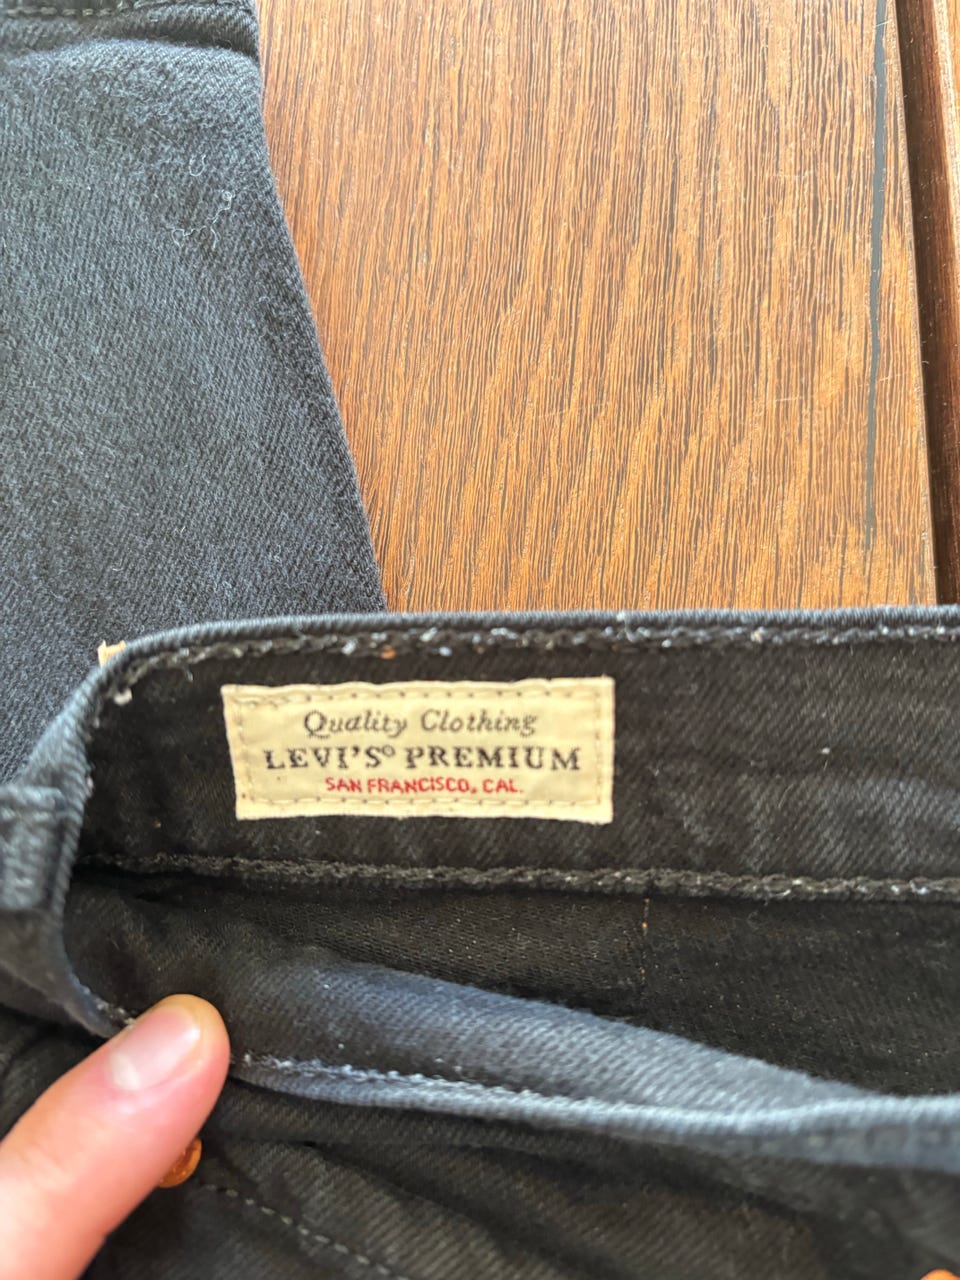 Quality Clothing
LEVI'S® PREMIUM
SAN FRANCISCO, CAL.